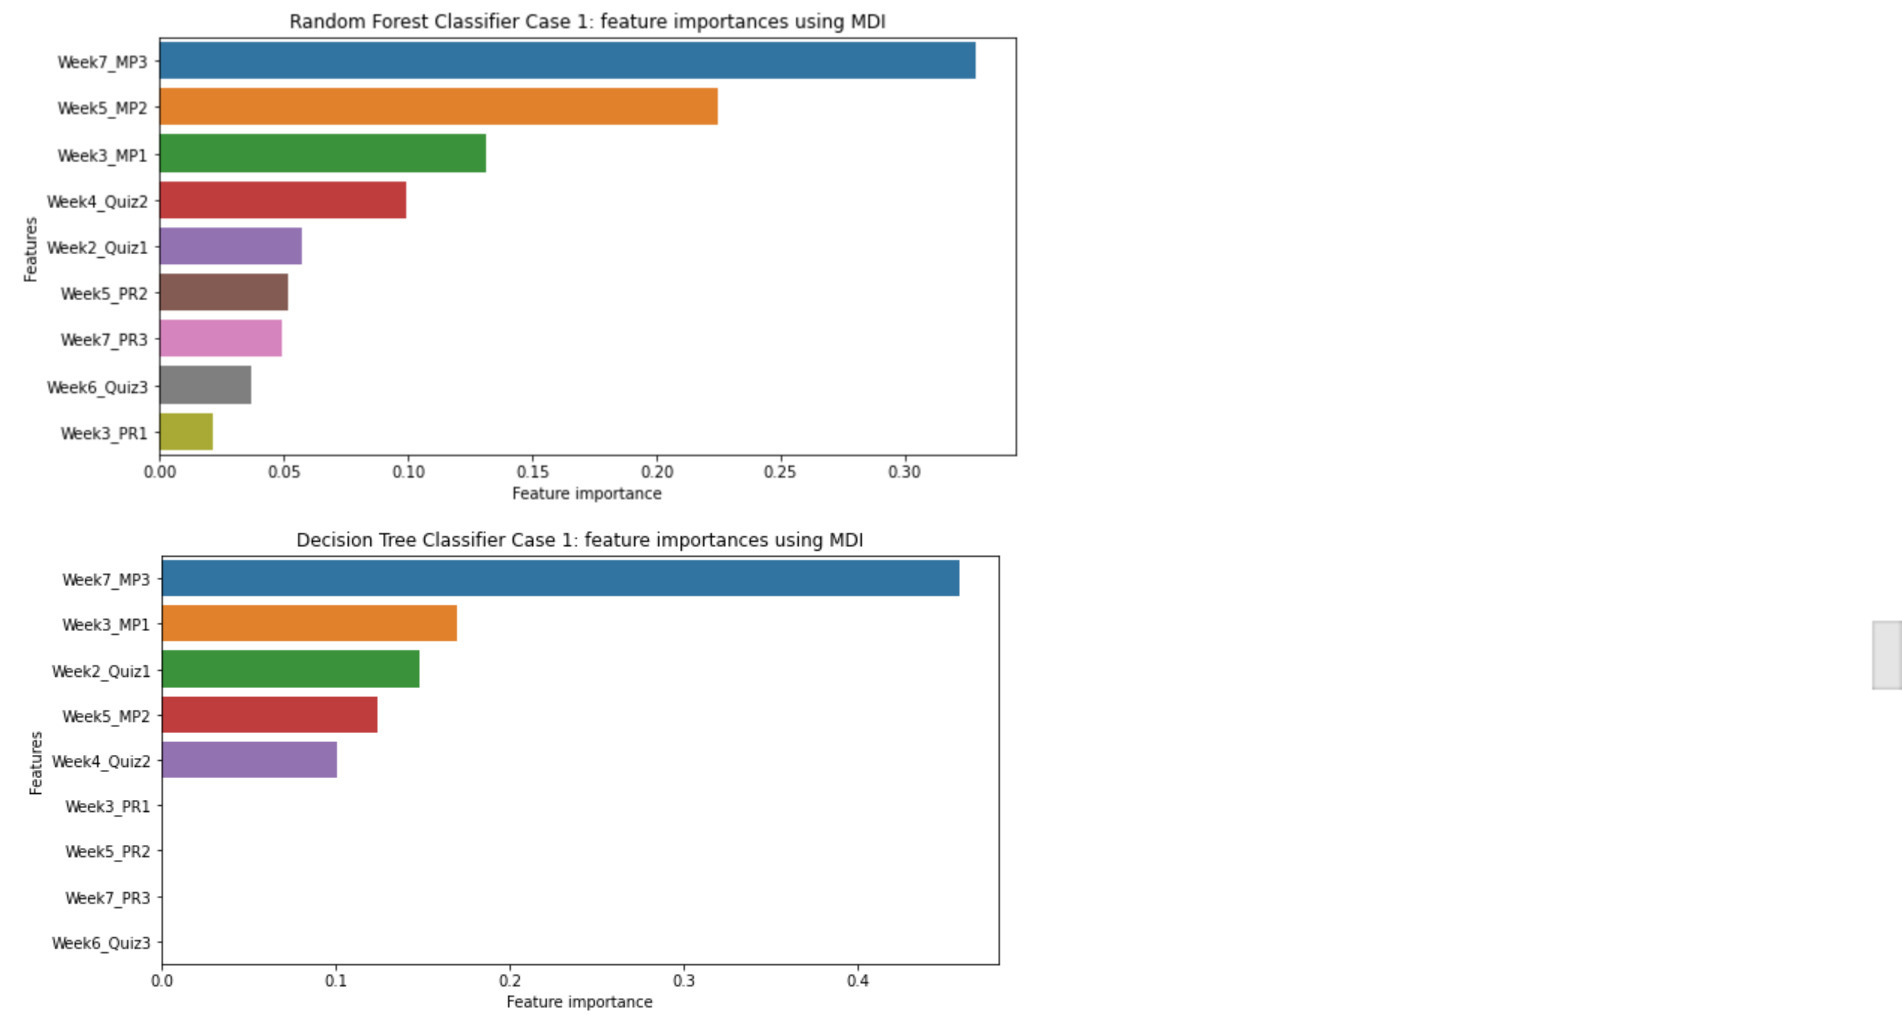 Random Forest Classifier Case 1: feature importances using MDI
Week7_MP3
Week5_MP2
Week3_MP1
Week4_Quiz2
Week2_Quiz1
Week5_PR2
Week7_PR3
Week6_Quiz3
Week3_PR1
Features
0.00 0.05 0.10 0.15 0.20 0.25 0.30
Feature importance
Decision Tree Classifier Case 1: feature importances using MDI
Week7_MP3
Week3_MP1
Week2_Quiz1
Week5_MP2
Week4_Quiz2
Week3_PR1
Week5_PR2
Week7_PR3
Week6_Quiz3
Features
0.0 0.1 0.2 0.3 0.4
Feature importance